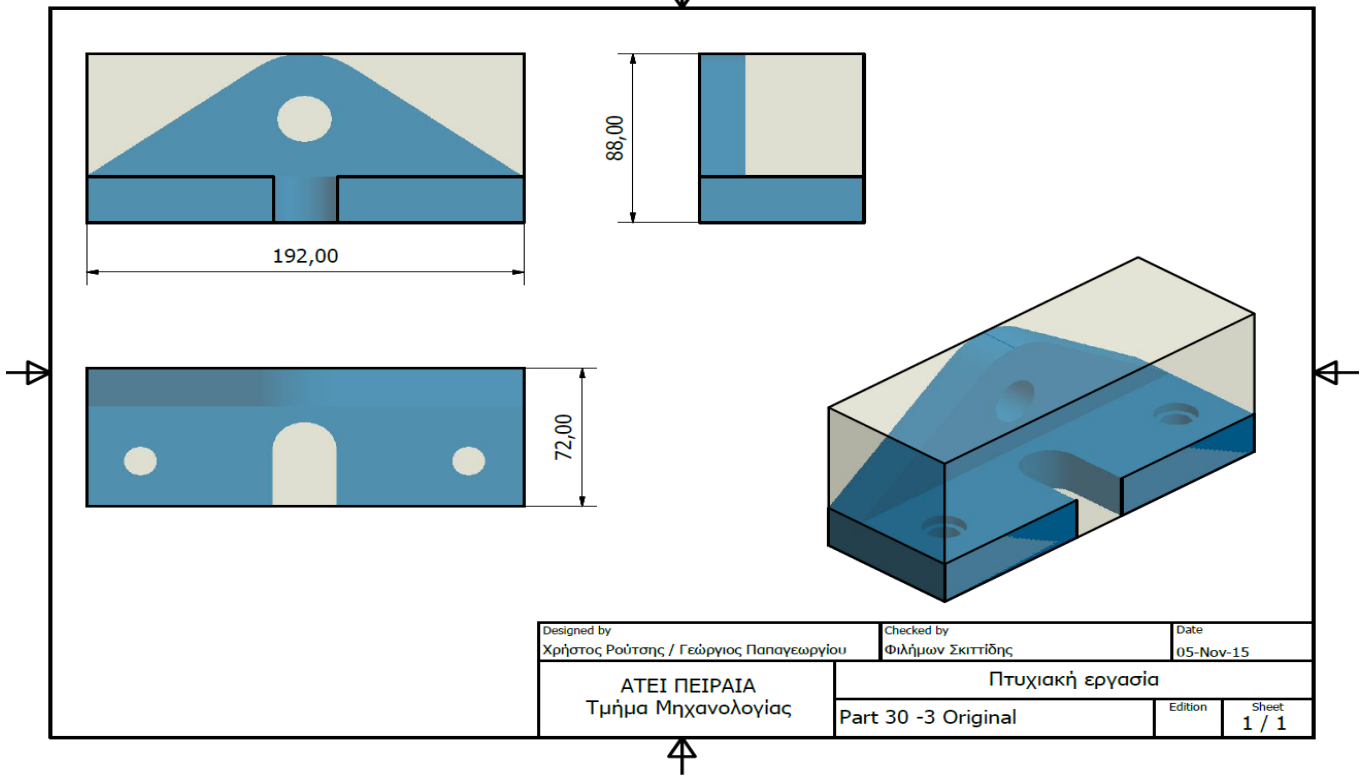 88,00
192,00
72,00
Designed by
Χρήστος Ρούτσης / Γεώργιος Παπαγεωργίου
Checked by
Φιλήμων Σκιττίδης
Date
05-Nov-15
ΑΤΕΙ ΠΕΙΡΑΙΑ
Τμήμα Μηχανολογίας
Πτυχιακή εργασία
Part 30 -3 Original
Edition
Sheet
1 / 1